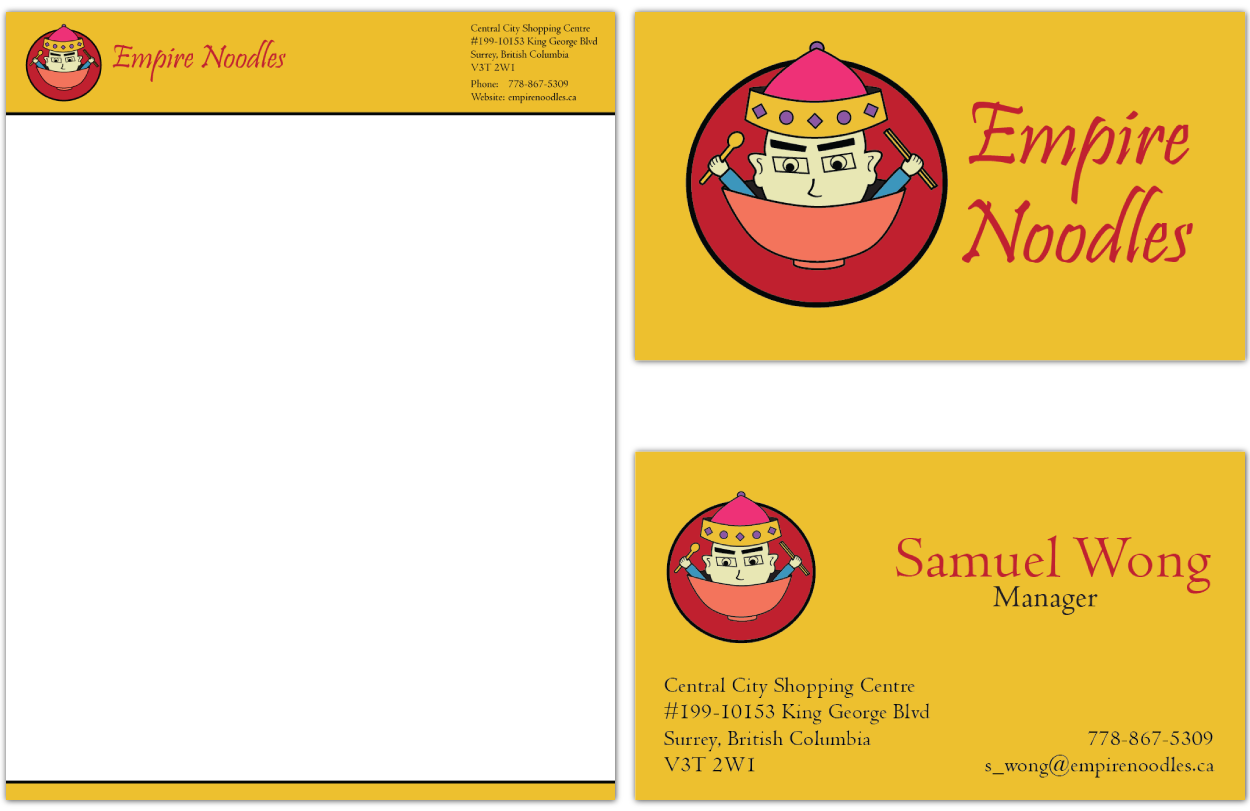 Empire Noodles
Central City Shopping Centre
#199-10153 King George Blvd
Surrey, British Columbia
V3T 2W1
Phone: 778-867-5309
Website: empirenoodles.ca
Empire
Noodles
Samuel Wong
Manager
Central City Shopping Centre
#199-10153 King George Blvd
Surrey, British Columbia
V3T 2W1
778-867-5309
s_wong@empirenoodles.ca